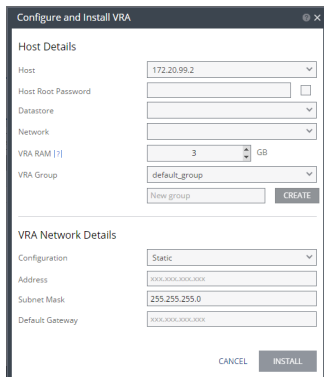 Configure and Install VRA
Host Details
Host 172.20.99.2
Host Root Password
Datastore
Network
VRA RAM [?] 3 GB
VRA Group default_group
New group CREATE
VRA Network Details
Configuration Static
Address xxx.xxx.xxx.xxx
Subnet Mask 255.255.255.0
Default Gateway xxx.xxx.xxx.xxx
CANCEL INSTALL